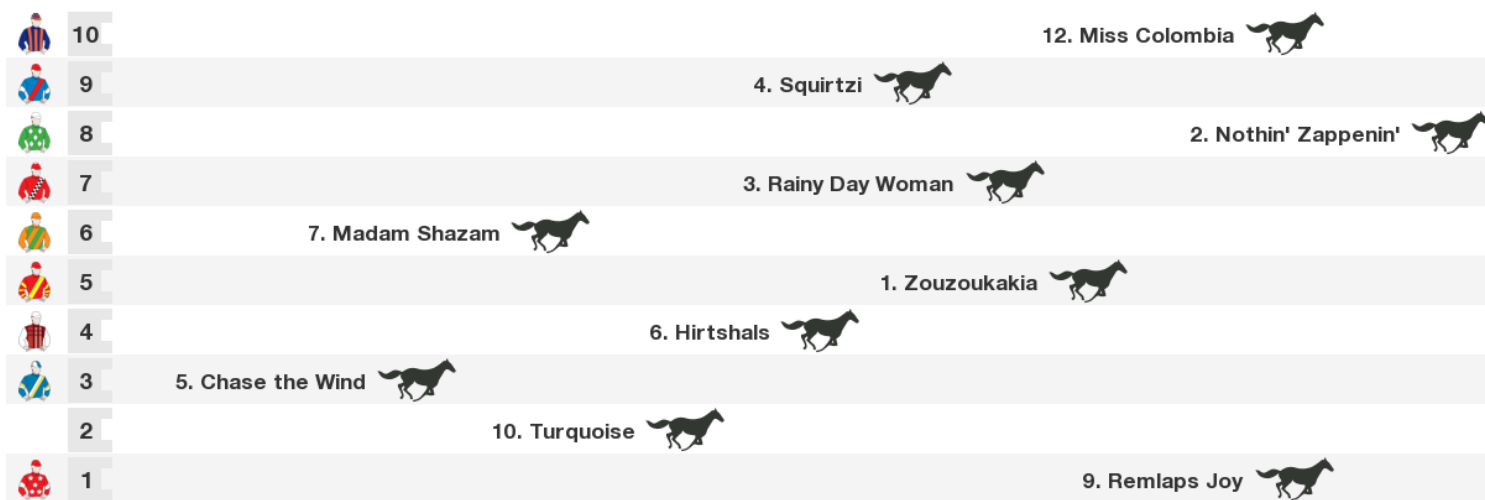 10 12. Miss Colombia
9 4. Squirtzi
8 2. Nothin' Zappenin'
7 3. Rainy Day Woman
6 7. Madam Shazam
5 1. Zouzoukakia
4 6. Hirtshals
3 5. Chase the Wind
2 10. Turquoise
1 9. Remlaps Joy